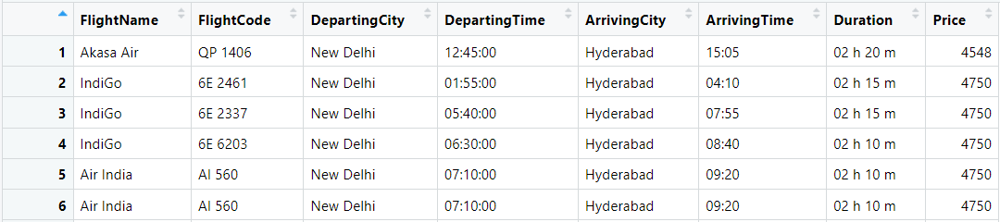 FlightName FlightCode DepartingCity DepartingTime ArrivingCity ArrivingTime Duration Price
1 Akasa Air QP 1406 New Delhi 12:45:00 Hyderabad 15:05 02 h 20 m 4548
2 IndiGo 6E 2461 New Delhi 01:55:00 Hyderabad 04:10 02 h 15 m 4750
3 IndiGo 6E 2337 New Delhi 05:40:00 Hyderabad 07:55 02 h 15 m 4750
4 IndiGo 6E 6203 New Delhi 06:30:00 Hyderabad 08:40 02 h 10 m 4750
5 Air India AI 560 New Delhi 07:10:00 Hyderabad 09:20 02 h 10 m 4750
6 Air India AI 560 New Delhi 07:10:00 Hyderabad 09:20 02 h 10 m 4750